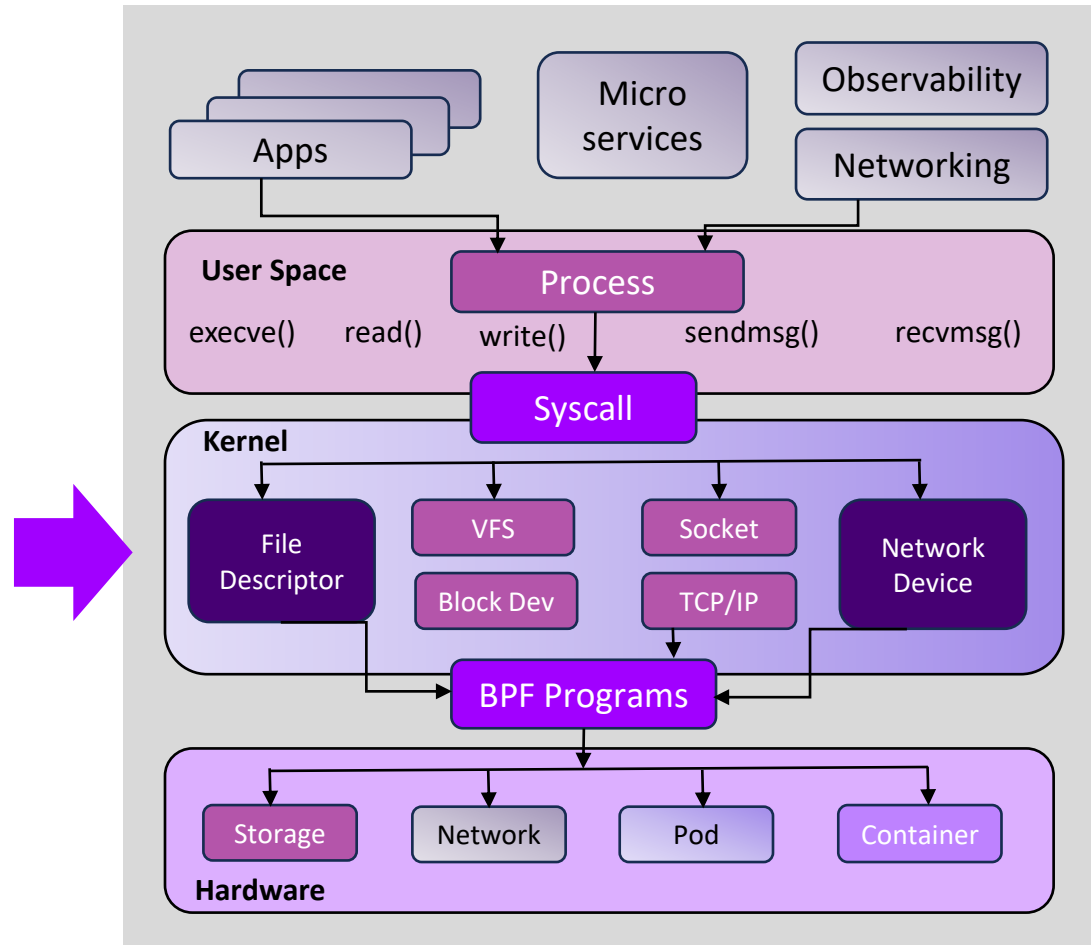 Apps
Micro
services
Observability
Networking
User Space
Process
execve()
read()
write()
sendmsg()
recvmsg()
Syscall
Kernel
File
Descriptor
VFS
Socket
Network
Device
Block Dev
TCP/IP
BPF Programs
Storage
Network
Pod
Container
Hardware